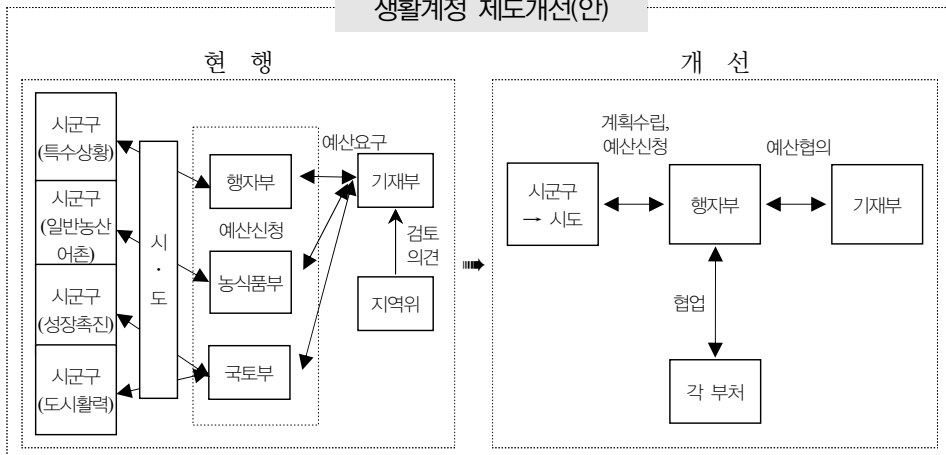 생활계정 제도개선(안)
현 행
시군구
(특수상황)
시군구
(일반농산
어촌)
시군구
(성장촉진)
시군구
(도시활력)
시
·
도
행자부
예산신청
농식품부
국토부
예산요구
기재부
검토
의견
지역위
개 선
시군구
→ 시도
계획수립,
예산신청
행자부
예산협의
기재부
협업
각 부처